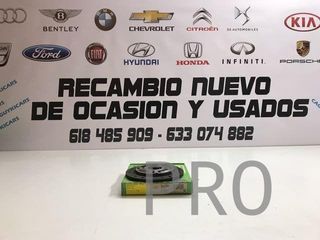 BENTLEY
CHEVROLET
CITROËN
DS AUTOMOBILES
KIA
Ford
FIAT
HYUNDAI
HONDA
INFINITI
PORSCHE
RECAMBIO NUEVO
DE OCASION Y USADOS
618 485 909 - 633 074 882
PRO